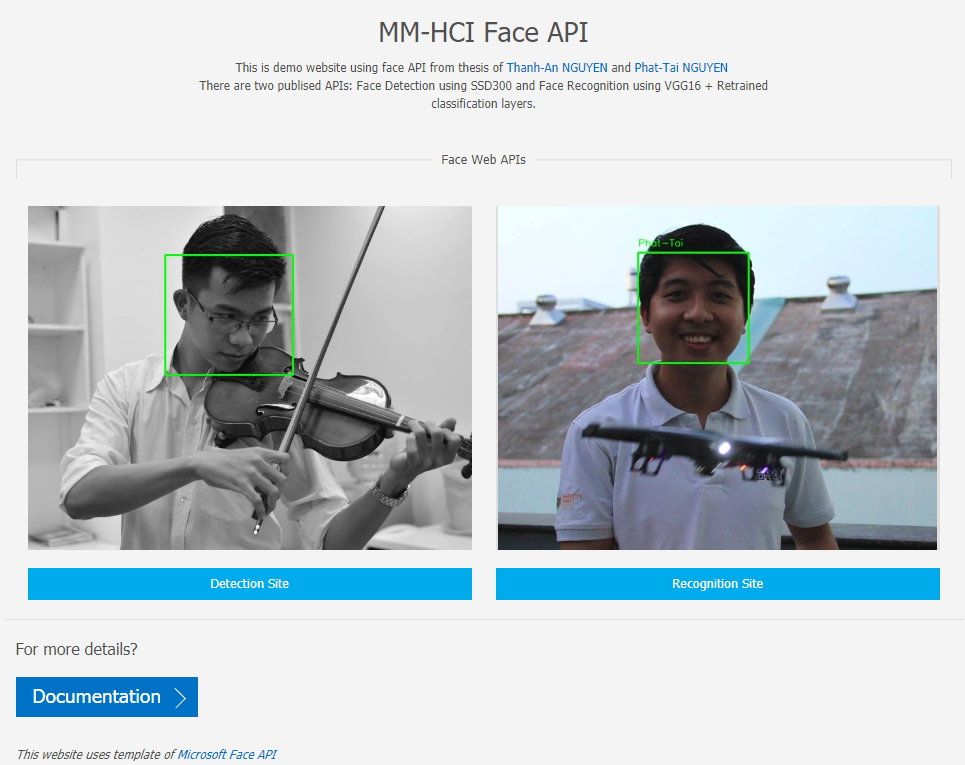 MM-HCI Face API
This is demo website using face API from thesis of Thanh-An NGUYEN and Phat-Tai NGUYEN
There are two publised APIs: Face Detection using SSD300 and Face Recognition using VGG16 + Retrained
classification layers.
Face Web APIs
Phat-Tai
Detection Site
Recognition Site
For more details?
Documentation
This website uses template of Microsoft Face API